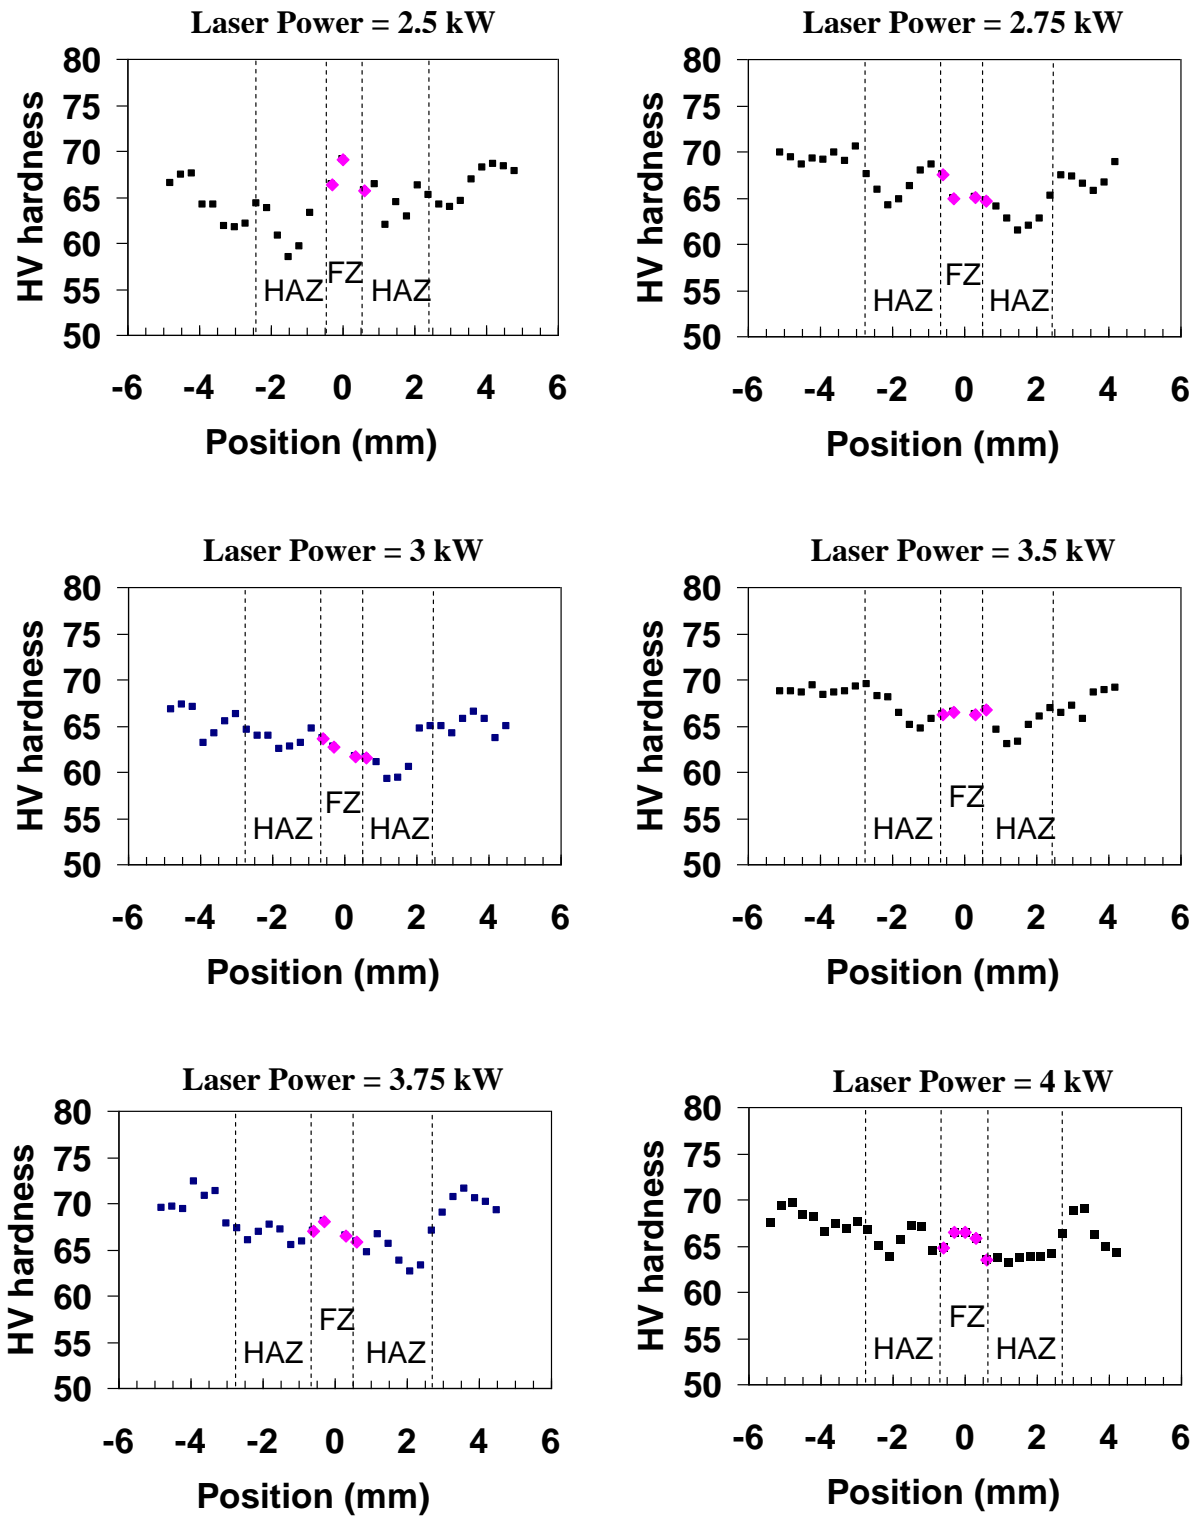 Laser Power = 2.5 kW
HV hardness
80
75
70
65
60
55
50
HAZ
FZ
HAZ
-6 -4 -2 0 2 4 6
Position (mm)
Laser Power = 2.75 kW
HV hardness
80
75
70
65
60
55
50
HAZ
FZ
HAZ
-6 -4 -2 0 2 4 6
Position (mm)
Laser Power = 3 kW
HV hardness
80
75
70
65
60
55
50
HAZ
FZ
HAZ
-6 -4 -2 0 2 4 6
Position (mm)
Laser Power = 3.5 kW
HV hardness
80
75
70
65
60
55
50
HAZ
FZ
HAZ
-6 -4 -2 0 2 4 6
Position (mm)
Laser Power = 3.75 kW
HV hardness
80
75
70
65
60
55
50
HAZ
FZ
HAZ
-6 -4 -2 0 2 4 6
Position (mm)
Laser Power = 4 kW
HV hardness
80
75
70
65
60
55
50
HAZ
FZ
HAZ
-6 -4 -2 0 2 4 6
Position (mm)